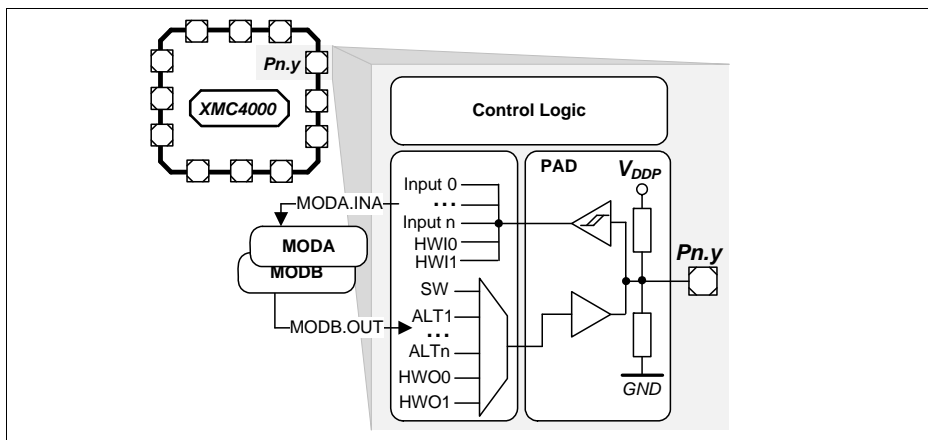 Pn.y
XMC4000
Control Logic
PAD
VDDP
Input 0
...
Input n
HWI0
HWI1
MODA.INA
MODA
MODB
MODB.OUT
SW
ALT1
...
ALTn
HWO0
HWO1
Pn.y
GND